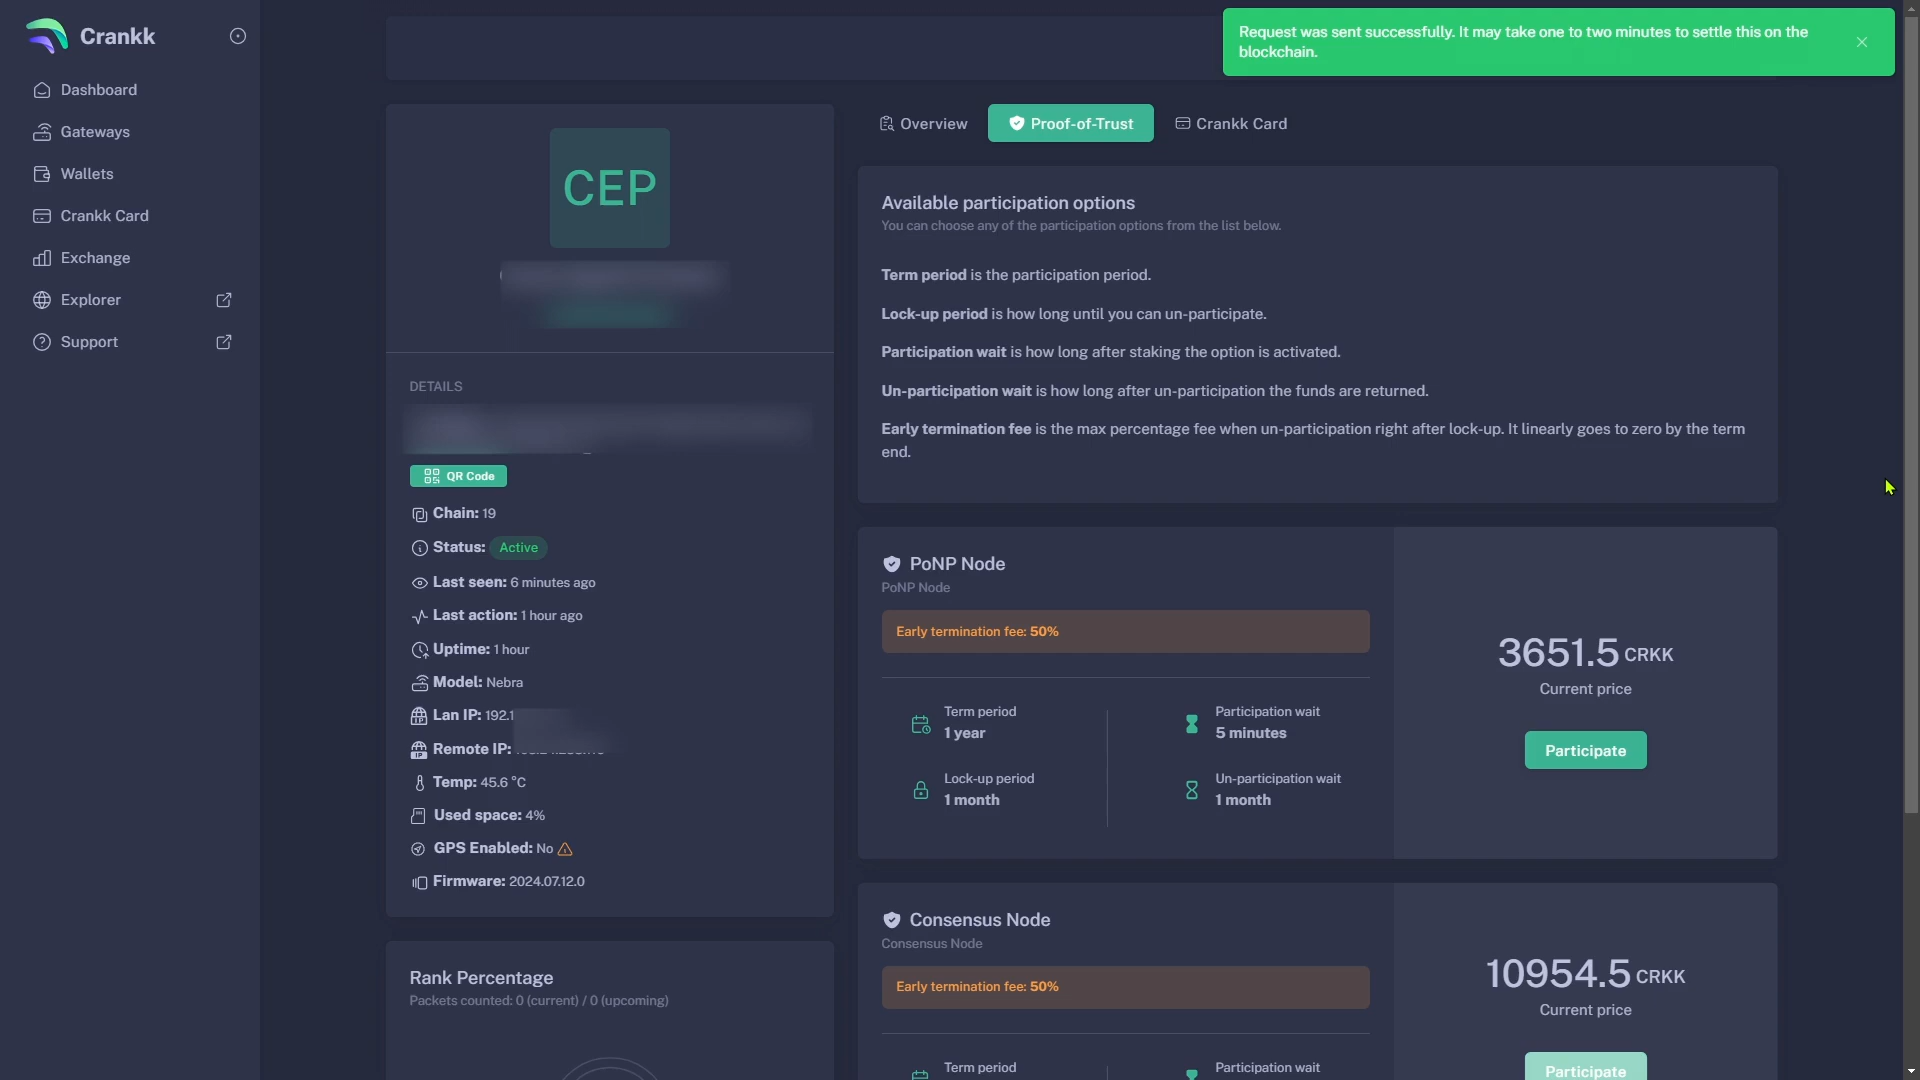 Crankk
Dashboard
Gateways
Wallets
Crankk Card
Exchange
Explorer
Support
Request was sent successfully. It may take one to two minutes to settle this on the
blockchain.
CEP
DETAILS
QR Code
Chain: 19
Status: Active
Last seen: 6 minutes ago
Last action: 1 hour ago
Uptime: 1 hour
Model: Nebra
Lan IP: 192.1
Remote IP:
Temp: 45.6 °C
Used space: 4%
GPS Enabled: No
Firmware: 2024.07.12.0
Rank Percentage
Packets counted: 0 (current) / 0 (upcoming)
Overview
Proof-of-Trust
Crankk Card
Available participation options
You can choose any of the participation options from the list below.
Term period is the participation period.
Lock-up period is how long until you can un-participate.
Participation wait is how long after staking the option is activated.
Un-participation wait is how long after un-participation the funds are returned.
Early termination fee is the max percentage fee when un-participation right after lock-up. It linearly goes to zero by the term
end.
PoNP Node
PoNP Node
Early termination fee: 50%
Term period
1 year
Participation wait
5 minutes
Lock-up period
1 month
Un-participation wait
1 month
3651.5 CRKK
Current price
Participate
Consensus Node
Consensus Node
Early termination fee: 50%
Term period
Participation wait
10954.5 CRKK
Current price
Participate